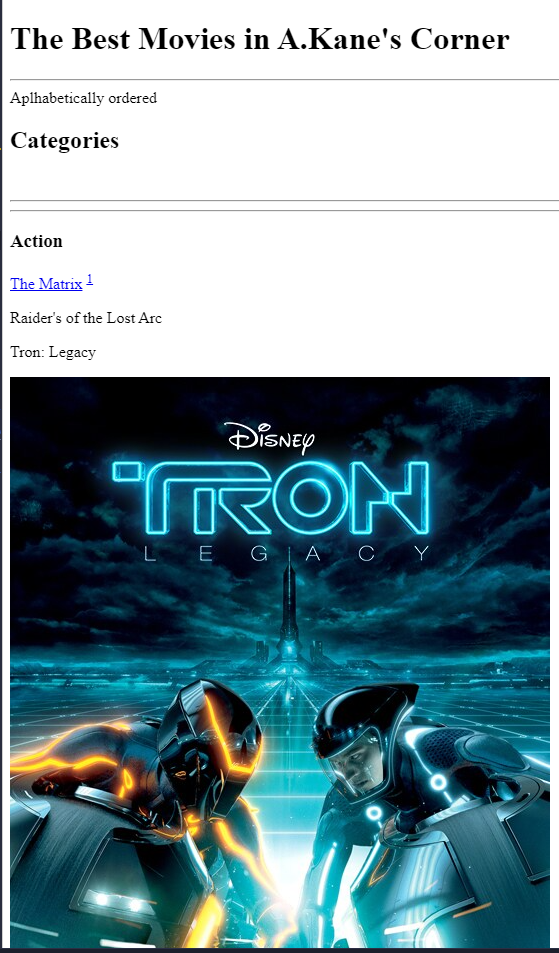 The Best Movies in A.Kane's Corner
Aplhabetically ordered
Categories
Action
The Matrix 1
Raider's of the Lost Arc
Tron: Legacy
Disney
TRON
LEGACY